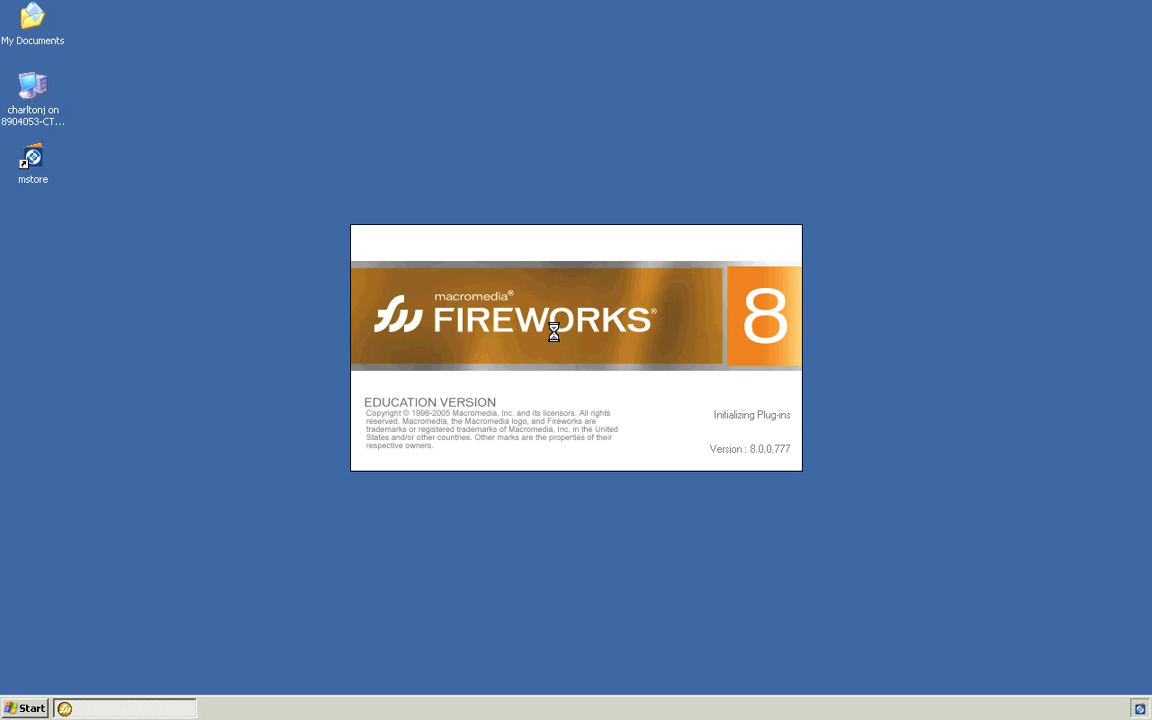 My Documents
charltonj on
8904053-CT...
mstore
macromedia®
FIREWORKS®
8
EDUCATION VERSION
Copyright © 1998-2005 Macromedia, Inc. and its licensors. All rights
reserved. Macromedia, the Macromedia logo, and Fireworks are
trademarks or registered trademarks of Macromedia, Inc. in the United
States and/or other countries. Other marks are the properties of their
respective owners.
Initializing Plug-ins
Version : 8.0.0.777
Start